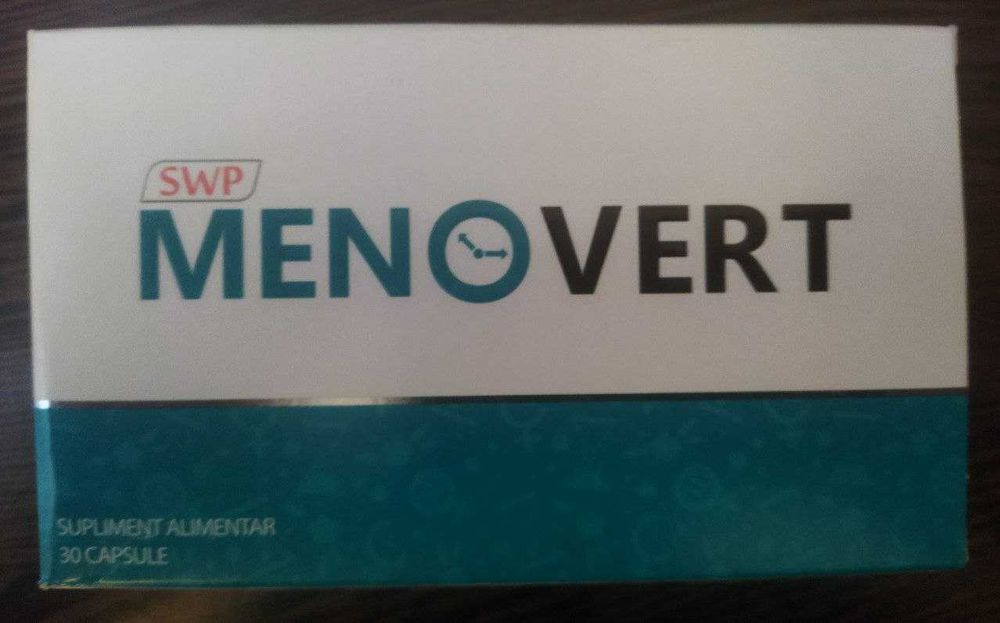 SWP
MENOVERT
SUPLIMENT ALIMENTAR
30 CAPSULE